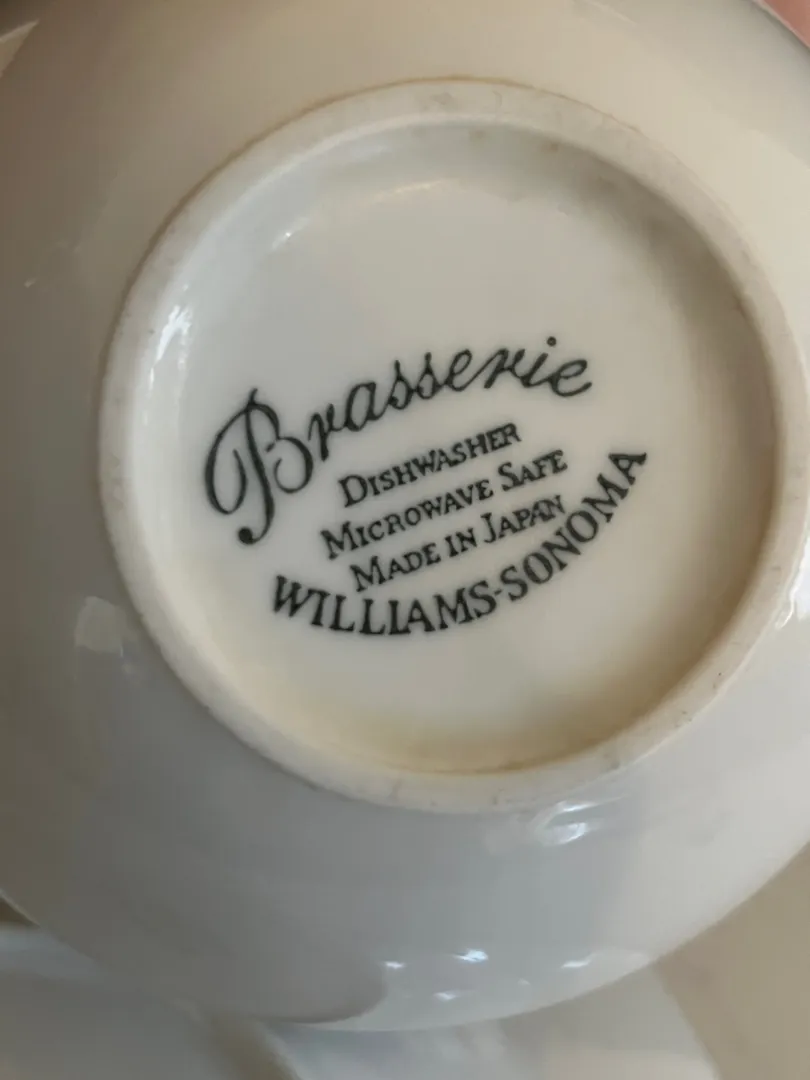 Brasserie
DISHWASHER
MICROWAVE SAFE
MADE IN JAPAN
WILLIAMS-SONOMA